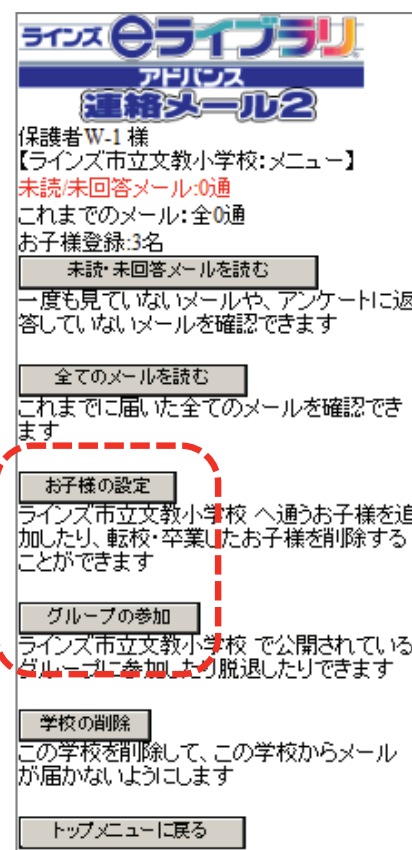 ラインズeライブラリ
アドバンス
連絡メール2
保護者W-1 様
【ラインズ市立文教小学校:メニュー】
未読/未回答メール:0通
これまでのメール:全0通
お子様登録:3名
未読・未回答メールを読む
一度も見ていないメールや、アンケートに返
答していないメールを確認できます
全てのメールを読む
これまでに届いた全てのメールを確認でき
ます
お子様の設定
ラインズ市立文教小学校 へ通うお子様を追
加したり、転校・卒業したお子様を削除する
ことができます
グループの参加
ラインズ市立文教小学校 で公開されている
グループに参加したり脱退したりできます
学校の削除
この学校を削除して、この学校からメール
が届かないようにします
トップメニューに戻る